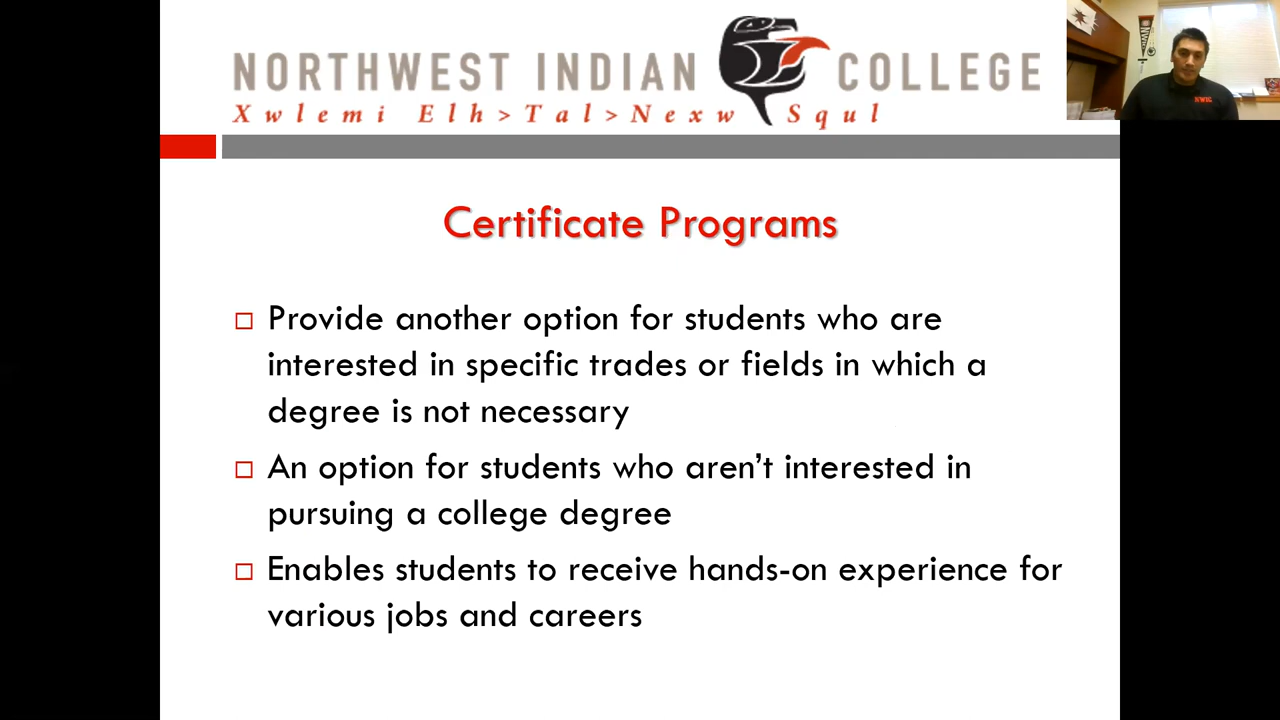 NORTHWEST INDIAN COLLEGE
Xwlemi Elh>Tal>Nexw Squl
NWIC
Certificate Programs
Provide another option for students who are
interested in specific trades or fields in which a
degree is not necessary
An option for students who aren't interested in
pursuing a college degree
Enables students to receive hands-on experience for
various jobs and careers